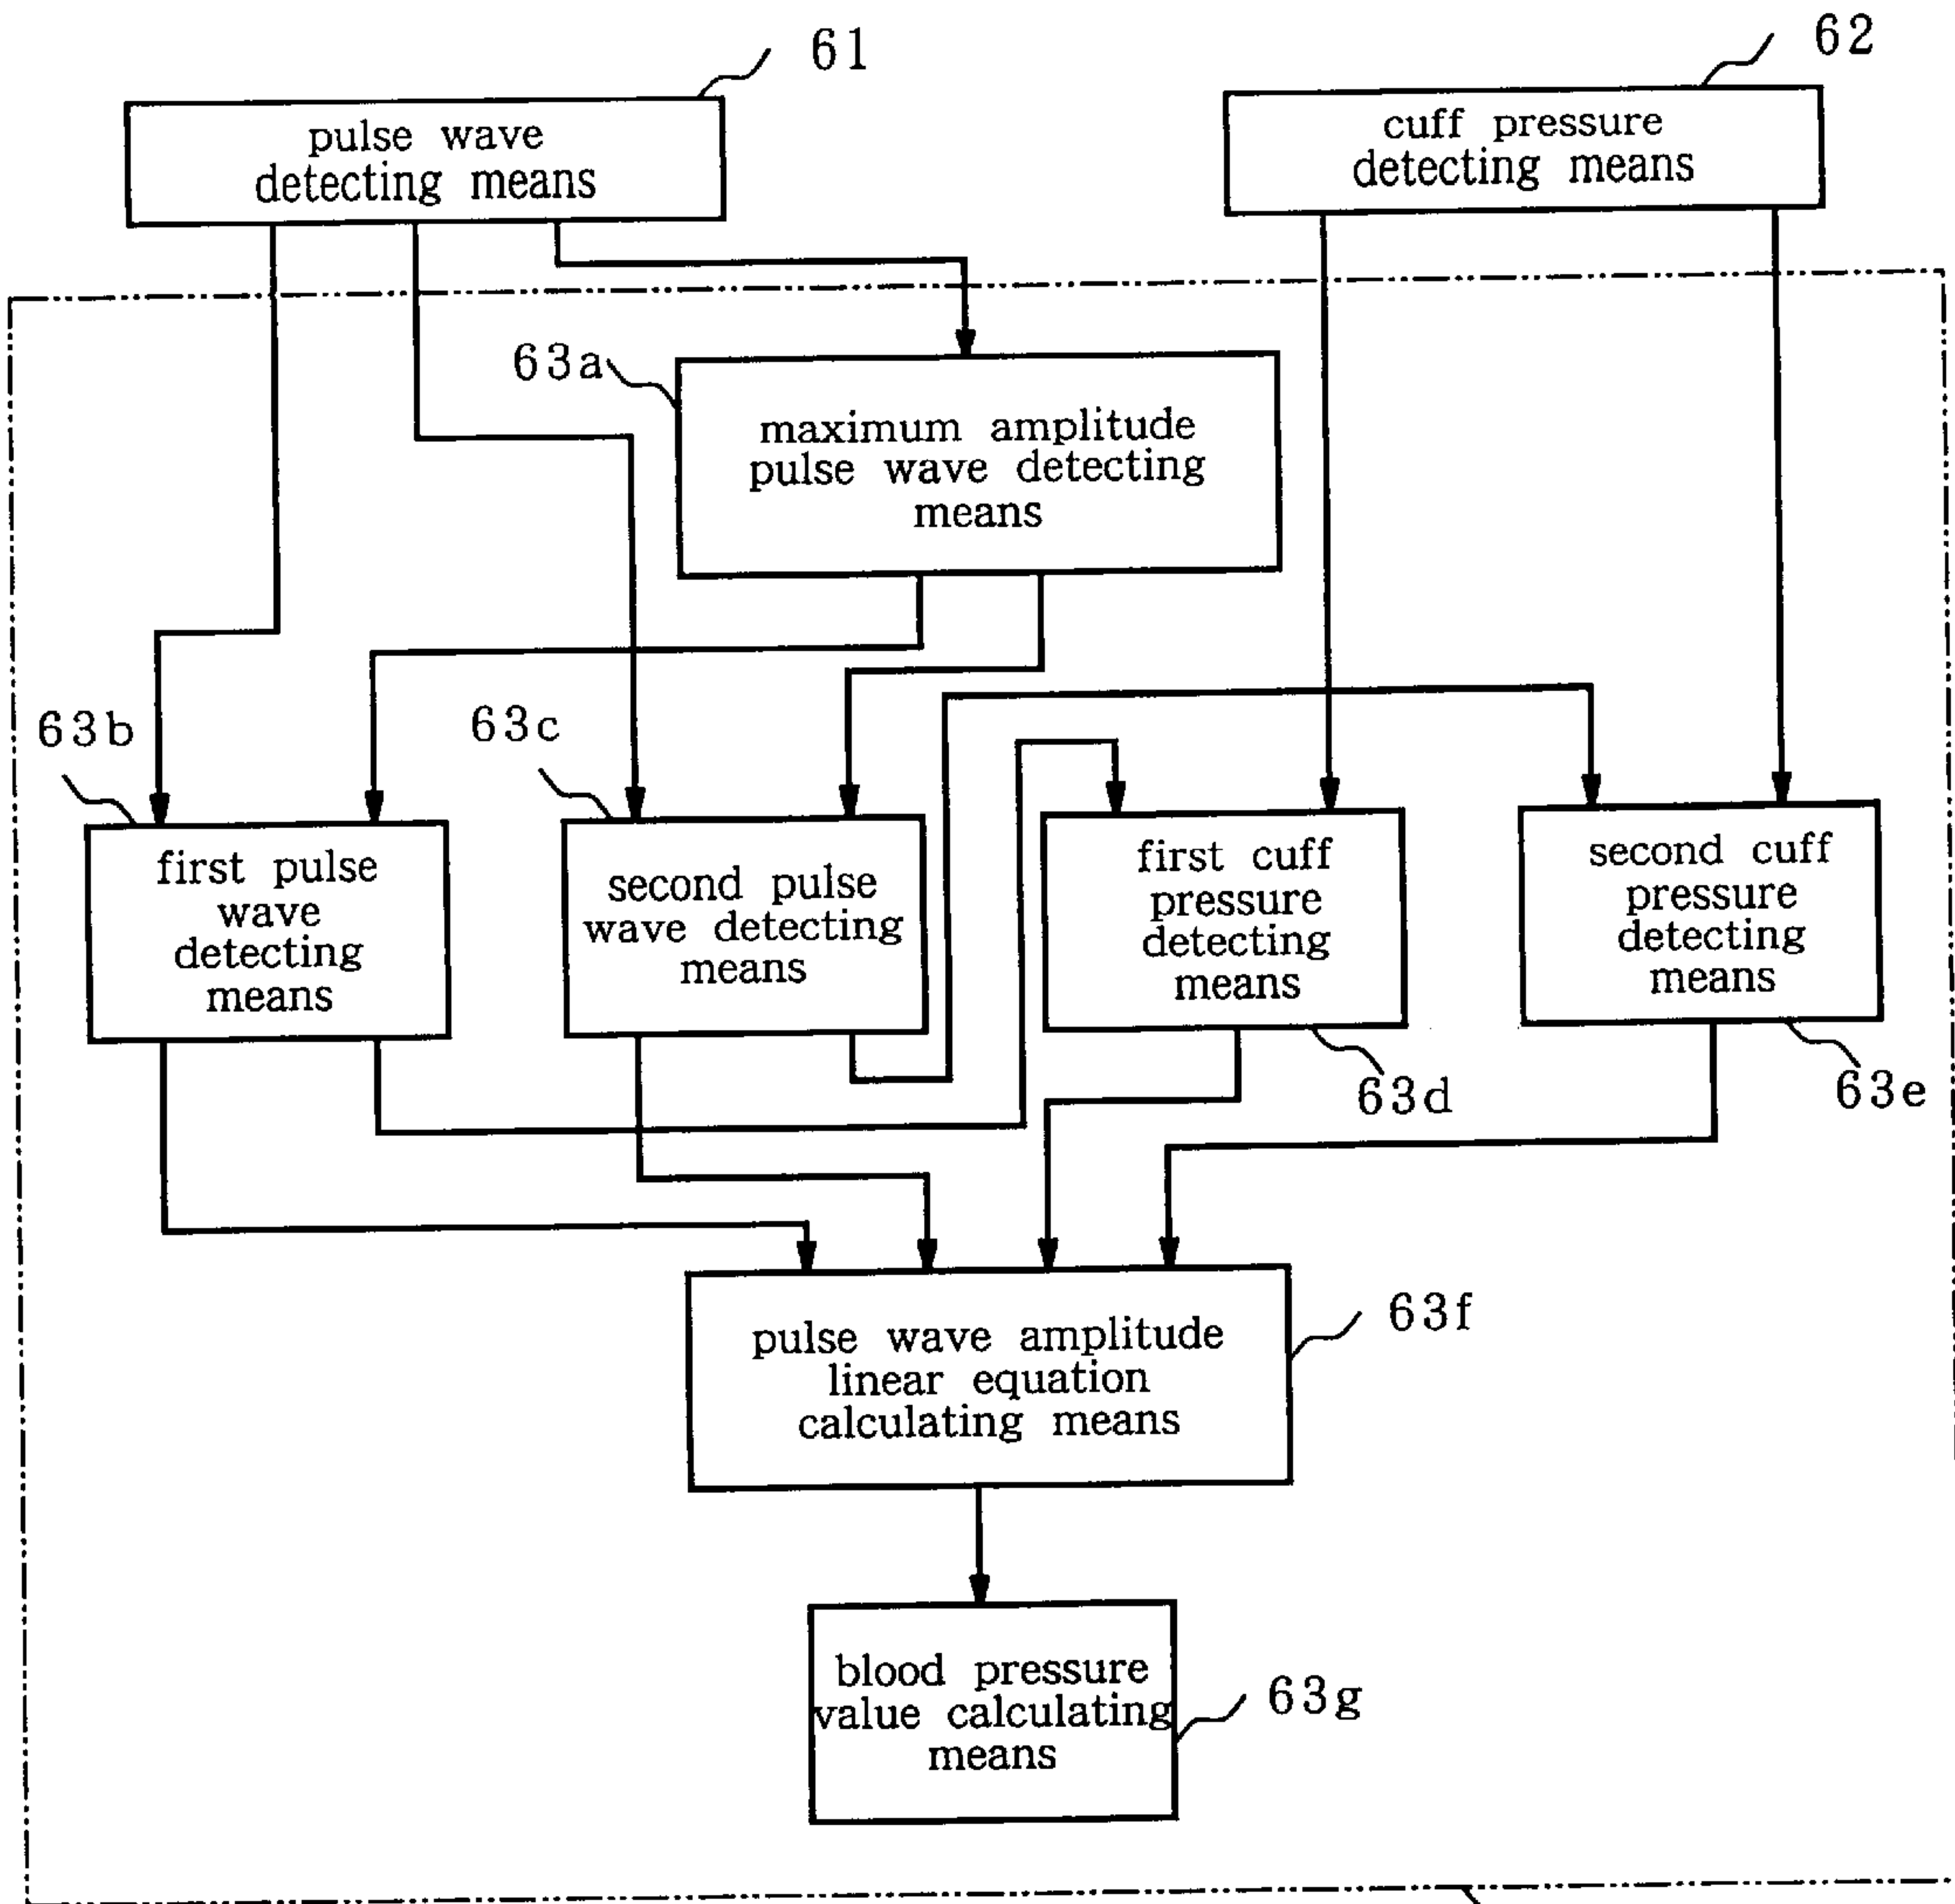 61
62
pulse wave
detecting means
cuff pressure
detecting means
63a
maximum amplitude
pulse wave detecting
means
63b
63c
first pulse
wave
detecting
means
second pulse
wave detecting
means
first cuff
pressure
detecting
means
second cuff
pressure
detecting
means
63d
63e
pulse wave amplitude
linear equation
calculating means
63f
blood pressure
value calculating
means
63g